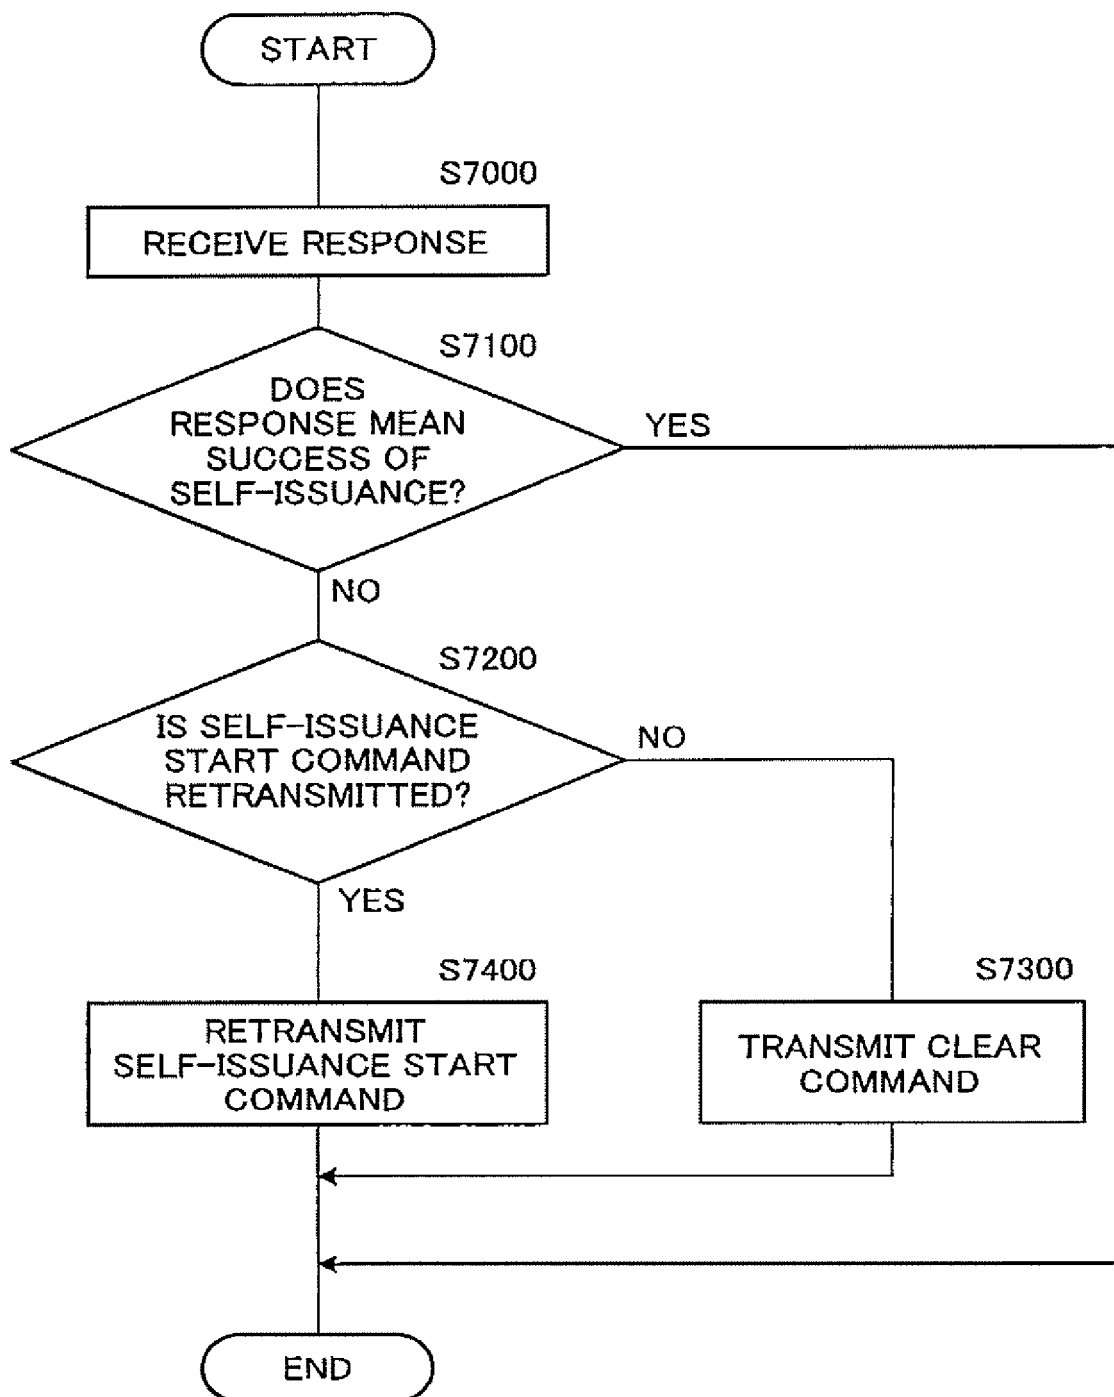 START
S7000
RECEIVE RESPONSE
S7100
DOES
RESPONSE MEAN
SUCCESS OF
SELF-ISSUANCE?
YES
NO
S7200
IS SELF-ISSUANCE
START COMMAND
RETRANSMITTED?
NO
YES
S7400
RETRANSMIT
SELF-ISSUANCE START
COMMAND
S7300
TRANSMIT CLEAR
COMMAND
END